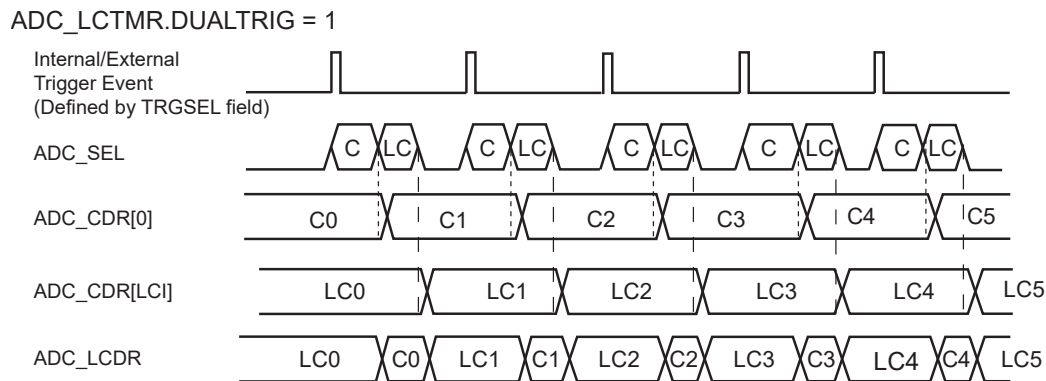 ADC_LCTMR.DUALTRIG = 1
Internal/External
Trigger Event
(Defined by TRGSEL field)
ADC_SEL C LC C LC C LC C LC C LC
ADC_CDR[0] C0 C1 C2 C3 C4 C5
ADC_CDR[LCI] LC0 LC1 LC2 LC3 LC4 LC5
ADC_LCDR LC0 C0 LC1 C1 LC2 C2 LC3 C3 LC4 C4 LC5